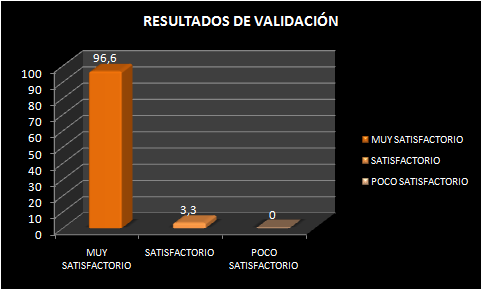 RESULTADOS DE VALIDACIÓN
96,6
3,3
0
100
90
80
70
60
50
40
30
20
10
0
MUY
SATISFACTORIO
SATISFACTORIO
POCO
SATISFACTORIO
MUY SATISFACTORIO
SATISFACTORIO
POCO SATISFACTORIO